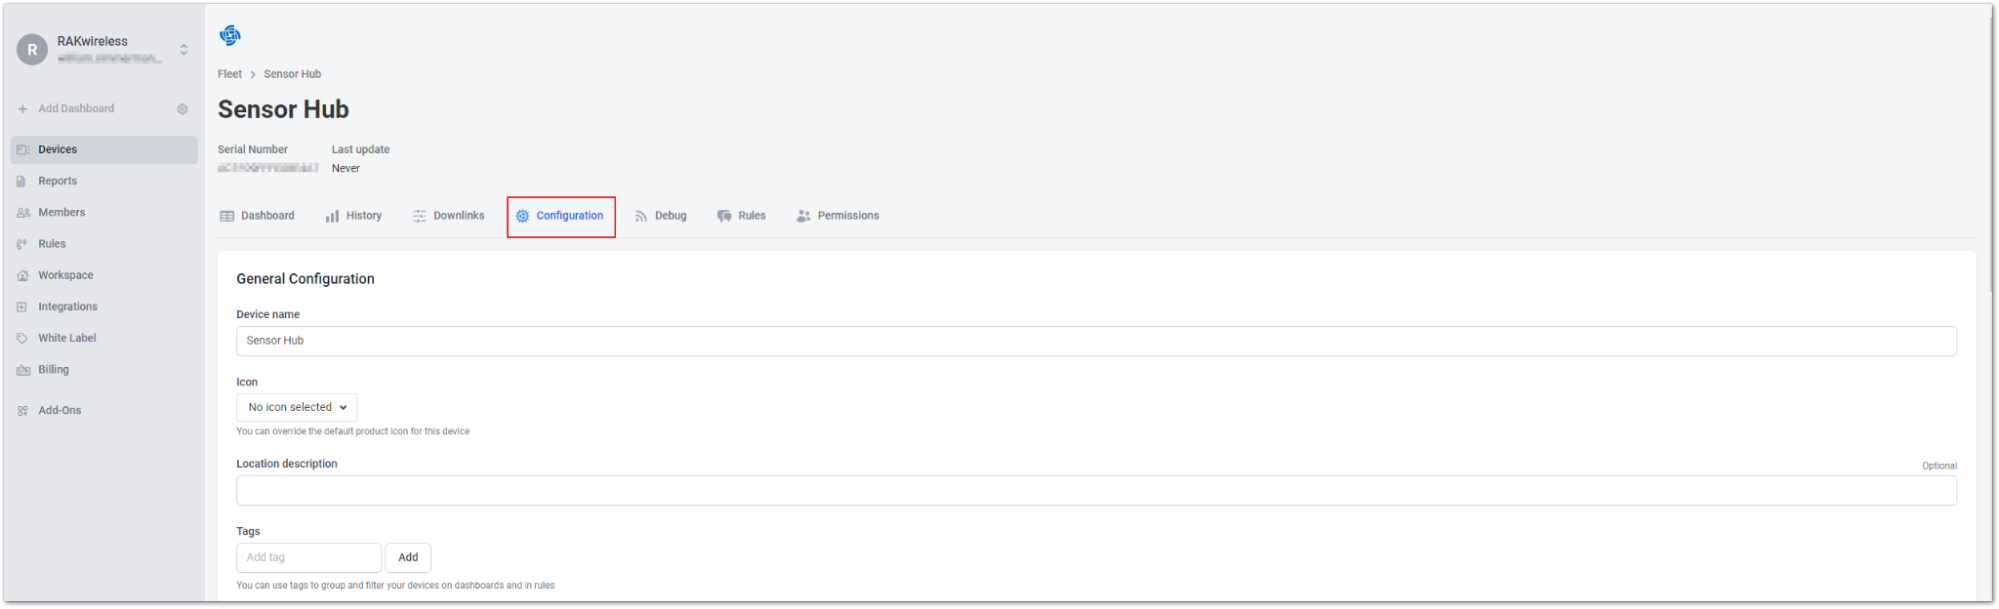 R
RAKwireless
Add Dashboard
Devices
Reports
Members
Rules
Workspace
Integrations
White Label
Billing
Add-Ons
Fleet > Sensor Hub
Sensor Hub
Serial Number Last update
Never
Dashboard History Downlinks Configuration Debug Rules Permissions
General Configuration
Device name
Sensor Hub
Icon
No icon selected
You can override the default product icon for this device
Location description Optional
Tags
Add tag Add
You can use tags to group and filter your devices on dashboards and in rules